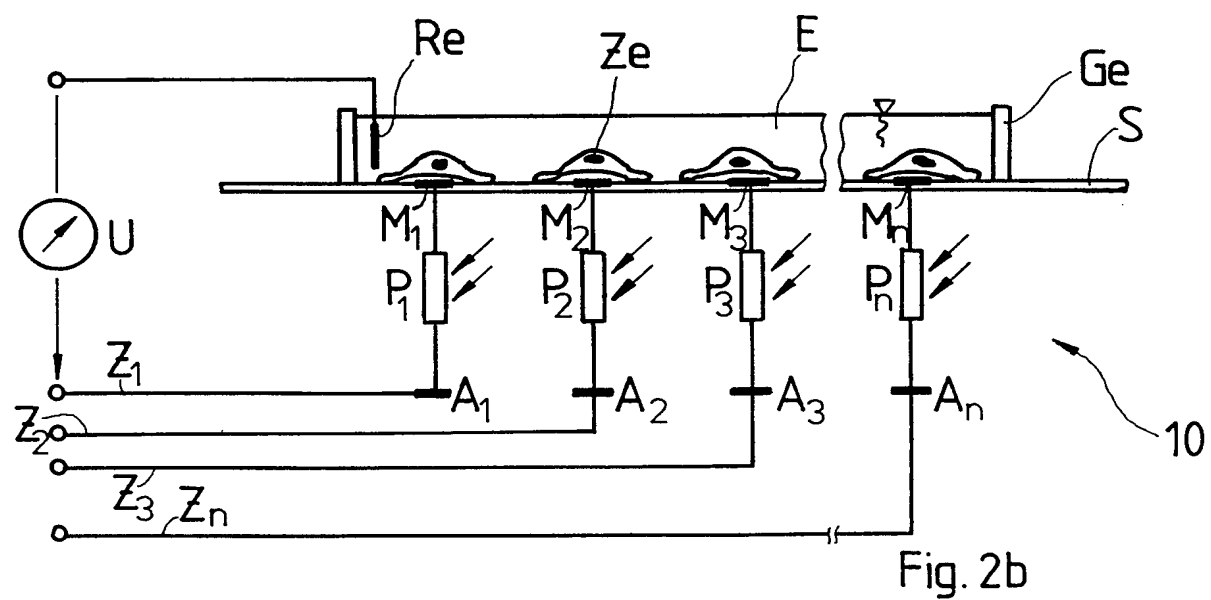 Re
Ze
E
Ge
S
U
M1 M2 M3 Mn
P1 P2 P3 Pn
Z1
A1 A2 A3 An
Z2
10
Z3
Zn
Fig. 2b